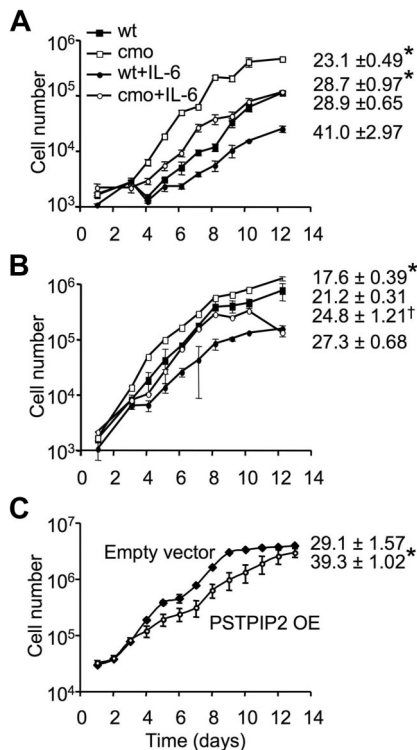 A
wt
cmo
wt+IL-6
cmo+IL-6
Cell number
10⁶
10⁵
10⁴
10³
0 2 4 6 8 10 12 14
23.1 ±0.49*
28.7 ±0.97*
28.9 ±0.65
41.0 ±2.97
B
Cell number
10⁶
10⁵
10⁴
10³
0 2 4 6 8 10 12 14
17.6 ± 0.39*
21.2 ± 0.31
24.8 ± 1.21†
27.3 ± 0.68
C
Cell number
10⁷
10⁶
10⁵
10⁴
Empty vector
PSTPIP2 OE
29.1 ± 1.57
39.3 ± 1.02*
0 2 4 6 8 10 12 14
Time (days)